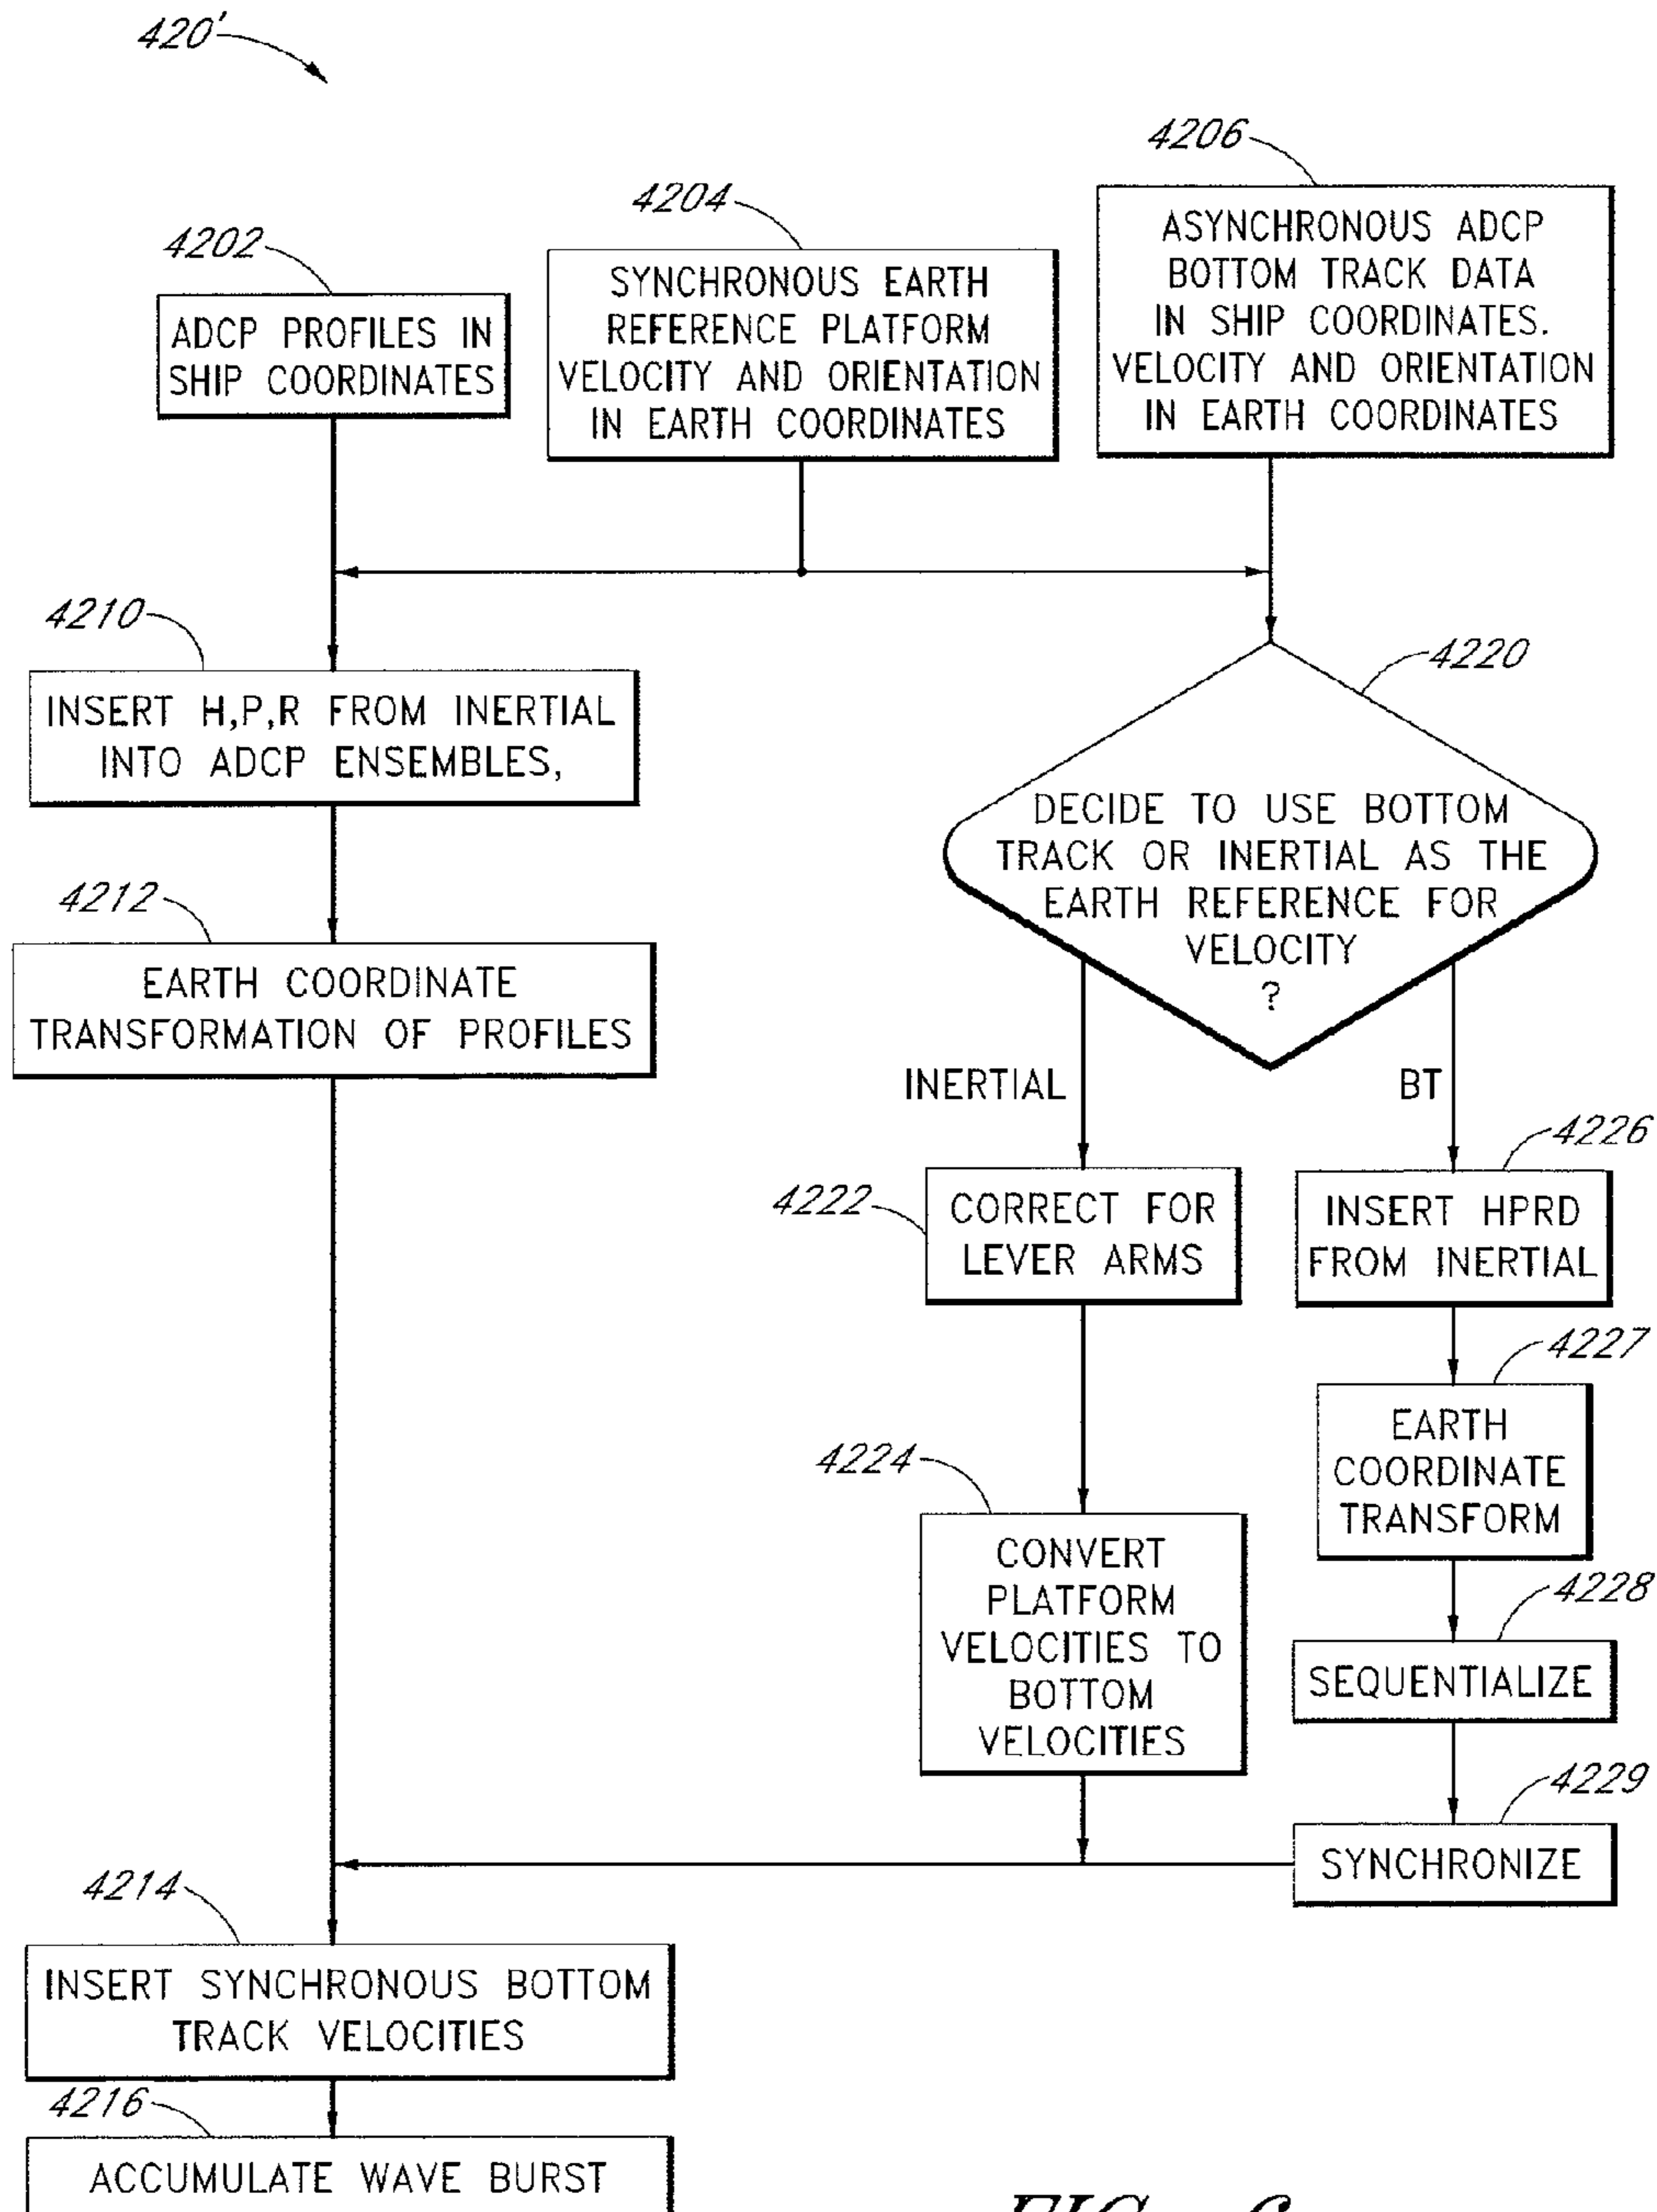 420'
4202
ADCP PROFILES IN
SHIP COORDINATES
4204
SYNCHRONOUS EARTH
REFERENCE PLATFORM
VELOCITY AND ORIENTATION
IN EARTH COORDINATES
4206
ASYNCHRONOUS ADCP
BOTTOM TRACK DATA
IN SHIP COORDINATES.
VELOCITY AND ORIENTATION
IN EARTH COORDINATES
4210
INSERT H,P,R FROM INERTIAL
INTO ADCP ENSEMBLES,
4212
EARTH COORDINATE
TRANSFORMATION OF PROFILES
4220
DECIDE TO USE BOTTOM
TRACK OR INERTIAL AS THE
EARTH REFERENCE FOR
VELOCITY
?
INERTIAL
BT
4222
CORRECT FOR
LEVER ARMS
4224
CONVERT
PLATFORM
VELOCITIES TO
BOTTOM
VELOCITIES
4226
INSERT HPRD
FROM INERTIAL
4227
EARTH
COORDINATE
TRANSFORM
4228
SEQUENTIALIZE
4229
SYNCHRONIZE
4214
INSERT SYNCHRONOUS BOTTOM
TRACK VELOCITIES
4216
ACCUMULATE WAVE BURST